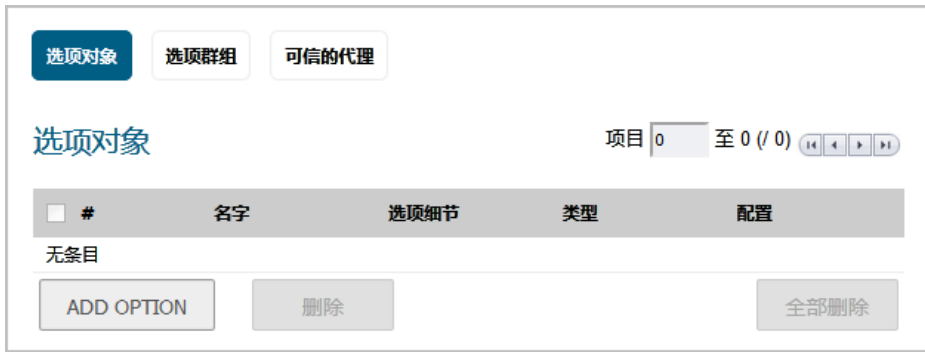 选项对象 选项群组 可信的代理
选项对象 项目 0 至 0 (/ 0)
# 名字 选项细节 类型 配置
无条目
ADD OPTION 删除 全部删除